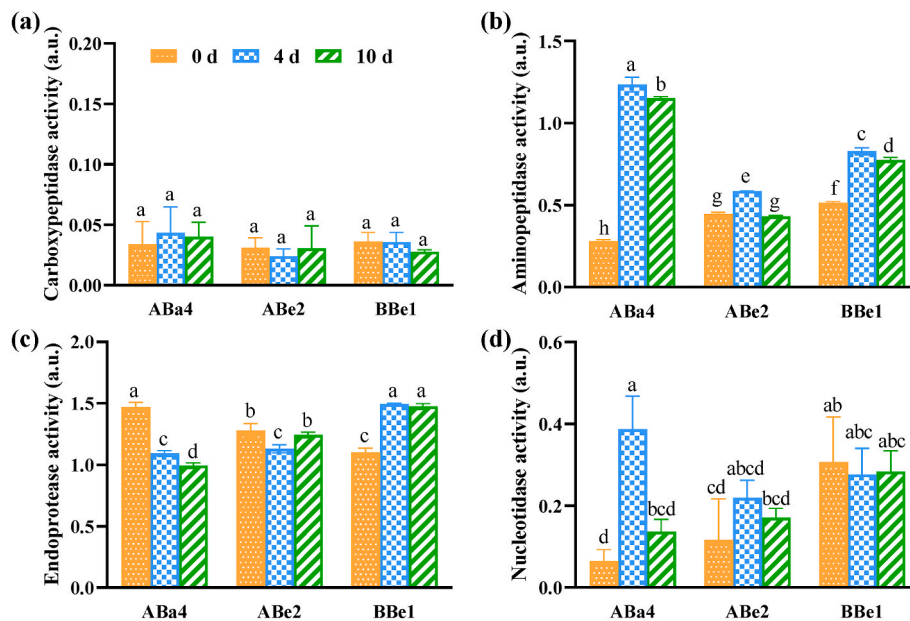 (a)
Carboxypeptidase activity (a.u.)
0.20
0.15
0.10
0.05
0.00
0 d 4 d 10 d
a a a a a a a a a
ABa4 ABe2 BBe1
(b)
Aminopeptidase activity (a.u.)
1.5
1.0
0.5
0.0
h a b g e g f c d
ABa4 ABe2 BBe1
(c)
Endoprotease activity (a.u.)
2.0
1.5
1.0
0.5
0.0
a c d b c b c a a
ABa4 ABe2 BBe1
(d)
Nucleotidase activity (a.u.)
0.6
0.4
0.2
0.0
d a bcd cd abcd bcd ab abc abc
ABa4 ABe2 BBe1